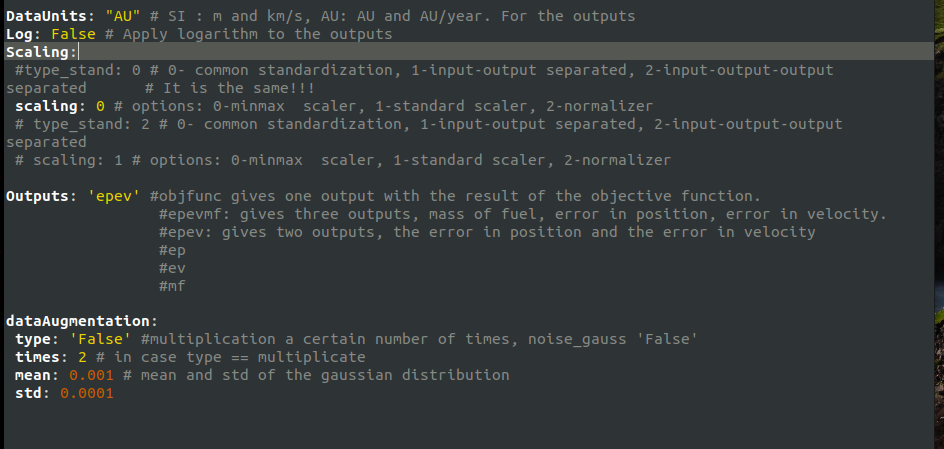 DataUnits: "AU" # SI : m and km/s, AU: AU and AU/year. For the outputs
Log: False # Apply logarithm to the outputs
Scaling:
 #type_stand: 0 # 0- common standardization, 1-input-output separated, 2-input-output-output
separated       # It is the same!!!
 scaling: 0 # options: 0-minmax  scaler, 1-standard scaler, 2-normalizer
 # type_stand: 2 # 0- common standardization, 1-input-output separated, 2-input-output-output
separated
 # scaling: 1 # options: 0-minmax  scaler, 1-standard scaler, 2-normalizer

Outputs: 'epev' #objfunc gives one output with the result of the objective function.
                 #epevmf: gives three outputs, mass of fuel, error in position, error in velocity.
                 #epev: gives two outputs, the error in position and the error in velocity
                 #ep
                 #ev
                 #mf

dataAugmentation:
 type: 'False' #multiplication a certain number of times, noise_gauss 'False'
 times: 2 # in case type == multiplicate
 mean: 0.001 # mean and std of the gaussian distribution
 std: 0.0001